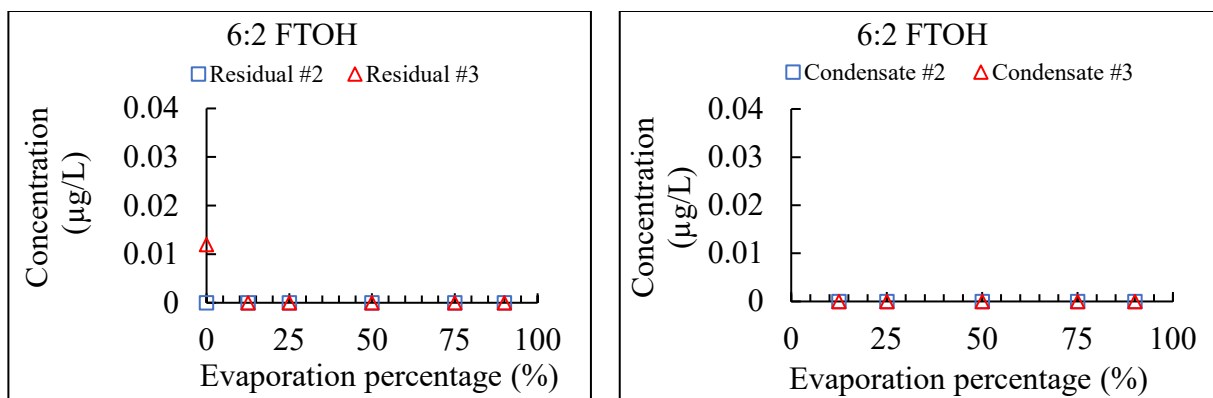 6:2 FTOH
Residual #2 Residual #3
0.04
0.03
0.02
0.01
0
Concentration
(µg/L)
0 25 50 75 100
Evaporation percentage (%)
6:2 FTOH
Condensate #2 Condensate #3
0.04
0.03
0.02
0.01
0
Concentration
(µg/L)
0 25 50 75 100
Evaporation percentage (%)